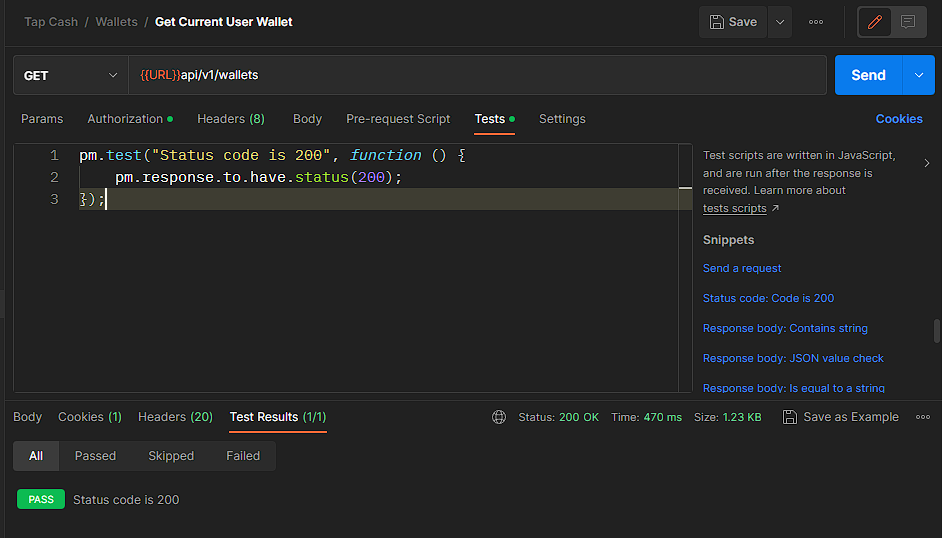 Tap Cash / Wallets / Get Current User Wallet
Save
GET
{{URL}}api/v1/wallets
Send
Params Authorization Headers (8) Body Pre-request Script Tests Settings
Cookies
1 pm.test("Status code is 200", function () {
2 pm.response.to.have.status(200);
3 });
Test scripts are written in JavaScript,
and are run after the response is
received. Learn more about
tests scripts ↗
Snippets
Send a request
Status code: Code is 200
Response body: Contains string
Response body: JSON value check
Response body: Is equal to a string
Body Cookies (1) Headers (20) Test Results (1/1)
Status: 200 OK Time: 470 ms Size: 1.23 KB Save as Example
All Passed Skipped Failed
PASS Status code is 200